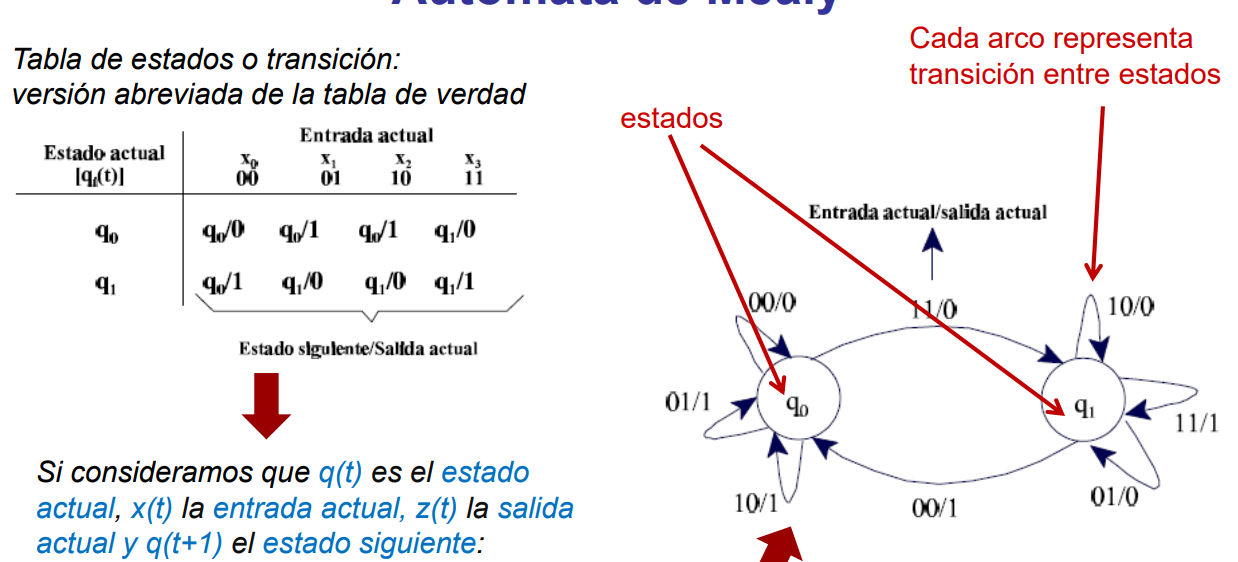 Autómata de Mealy
Tabla de estados o transición:
versión abreviada de la tabla de verdad
Estado actual
[qi(t)]
Entrada actual
x0 x1 x2 x3
00 01 10 11
q0 q0/0 q0/1 q0/1 q1/0
q1 q0/1 q1/0 q1/0 q1/1
Estado siguiente/Salida actual
Si consideramos que q(t) es el estado
actual, x(t) la entrada actual, z(t) la salida
actual y q(t+1) el estado siguiente:
Cada arco representa
transición entre estados
estados
Entrada actual/salida actual
00/0
11/0
10/0
01/1
q0
q1
11/1
10/1
00/1
01/0